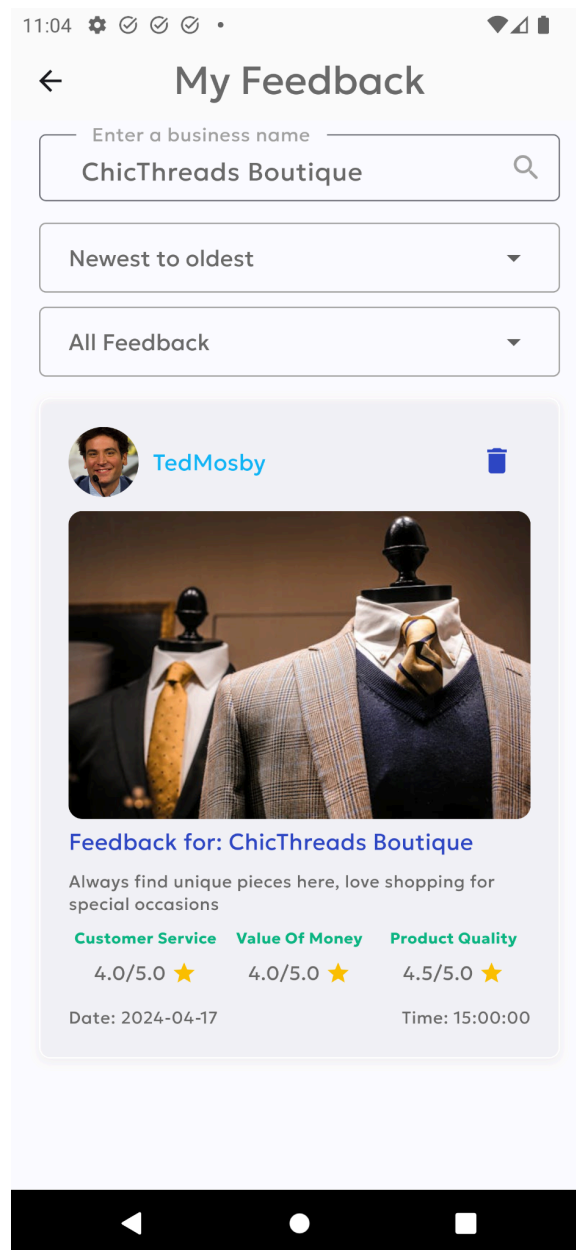 11:04
My Feedback
Enter a business name
ChicThreads Boutique
Newest to oldest
All Feedback
TedMosby
Feedback for: ChicThreads Boutique
Always find unique pieces here, love shopping for
special occasions
Customer Service Value Of Money Product Quality
4.0/5.0 4.0/5.0 4.5/5.0
Date: 2024-04-17 Time: 15:00:00